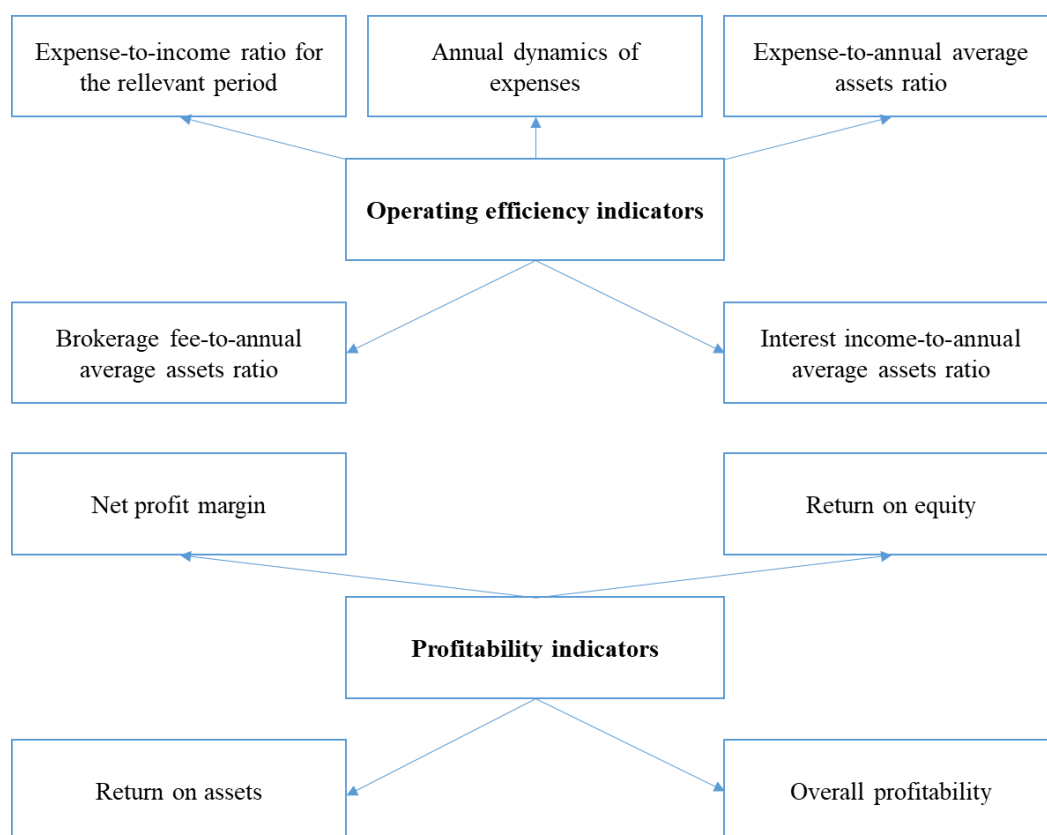 Expense-to-income ratio for
the rellevant period
Annual dynamics of
expenses
Expense-to-annual average
assets ratio
Operating efficiency indicators
Brokerage fee-to-annual
average assets ratio
Interest income-to-annual
average assets ratio
Net profit margin
Return on equity
Profitability indicators
Return on assets
Overall profitability